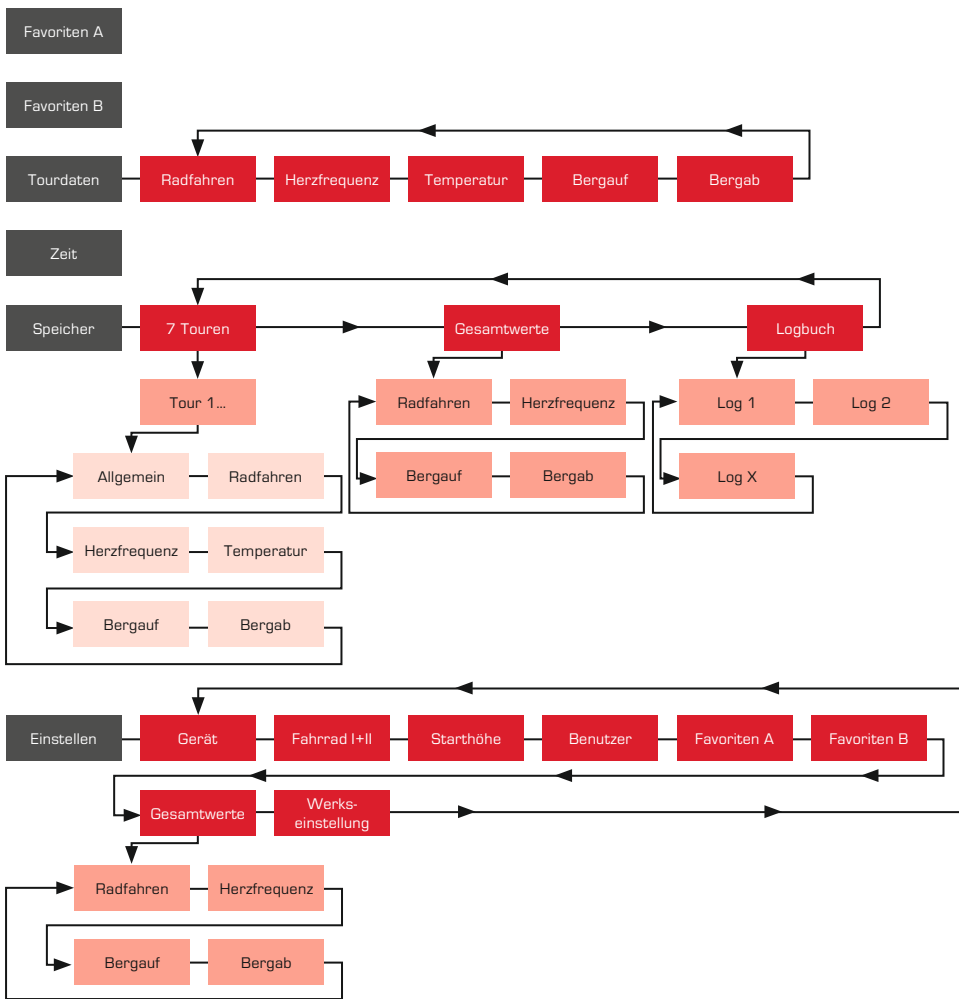 Favoriten A
Favoriten B
Tourdaten
Radfahren
Herzfrequenz
Temperatur
Bergauf
Bergab
Zeit
Speicher
7 Touren
Gesamtwerte
Logbuch
Tour 1...
Radfahren
Herzfrequenz
Log 1
Log 2
Allgemein
Radfahren
Bergauf
Bergab
Log X
Herzfrequenz
Temperatur
Bergauf
Bergab
Einstellen
Gerät
Fahrrad I+II
Starthöhe
Benutzer
Favoriten A
Favoriten B
Gesamtwerte
Werks-
einstellung
Radfahren
Herzfrequenz
Bergauf
Bergab